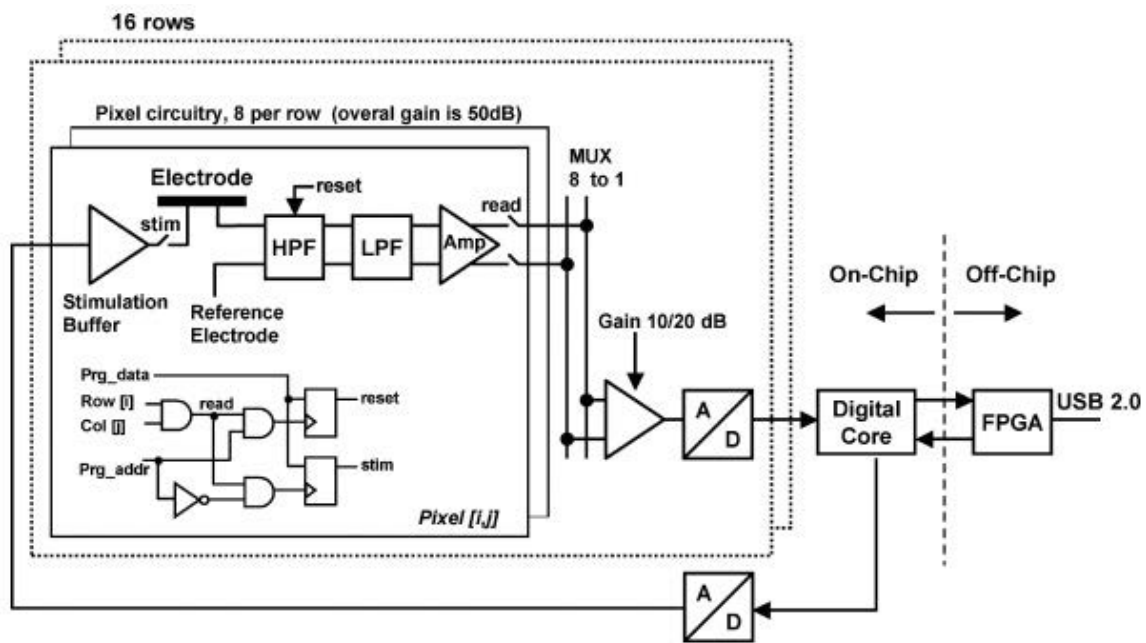 16 rows
Pixel circuitry, 8 per row (overal gain is 50dB)
Electrode
reset
MUX
8 to 1
stim
read
HPF
LPF
Amp
Stimulation
Buffer
Reference
Electrode
On-Chip
Off-Chip
Gain 10/20 dB
Prg_data
Row [i]
read
reset
Col [j]
Prg_addr
stim
Pixel [i,j]
A
D
Digital
Core
FPGA
USB 2.0
A
D